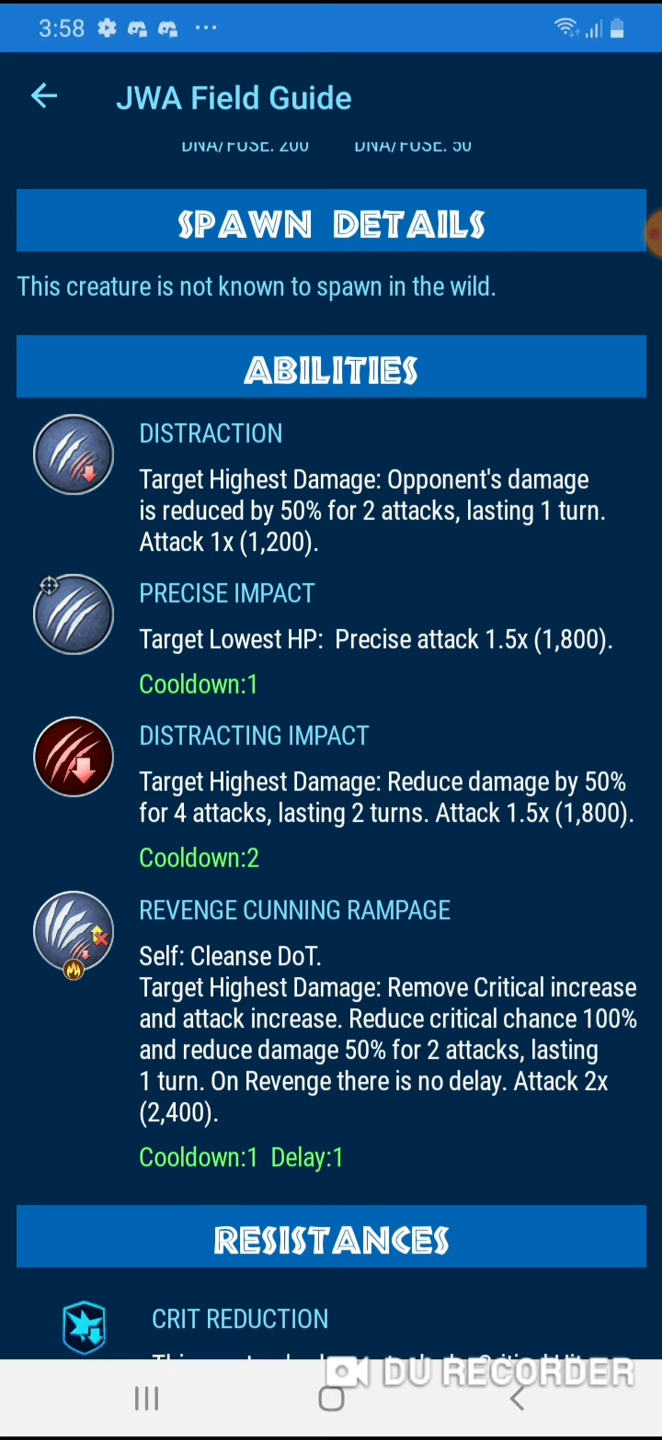 3:58
JWA Field Guide
DNA/FUSE: 200 DNA/FUSE: 50
SPAWN DETAILS
This creature is not known to spawn in the wild.
ABILITIES
DISTRACTION
Target Highest Damage: Opponent's damage
is reduced by 50% for 2 attacks, lasting 1 turn.
Attack 1x (1,200).
PRECISE IMPACT
Target Lowest HP:  Precise attack 1.5x (1,800).
Cooldown:1
DISTRACTING IMPACT
Target Highest Damage: Reduce damage by 50%
for 4 attacks, lasting 2 turns. Attack 1.5x (1,800).
Cooldown:2
REVENGE CUNNING RAMPAGE
Self: Cleanse DoT.
Target Highest Damage: Remove Critical increase
and attack increase. Reduce critical chance 100%
and reduce damage 50% for 2 attacks, lasting
1 turn. On Revenge there is no delay. Attack 2x
(2,400).
Cooldown:1  Delay:1
RESISTANCES
CRIT REDUCTION
DU RECORDER